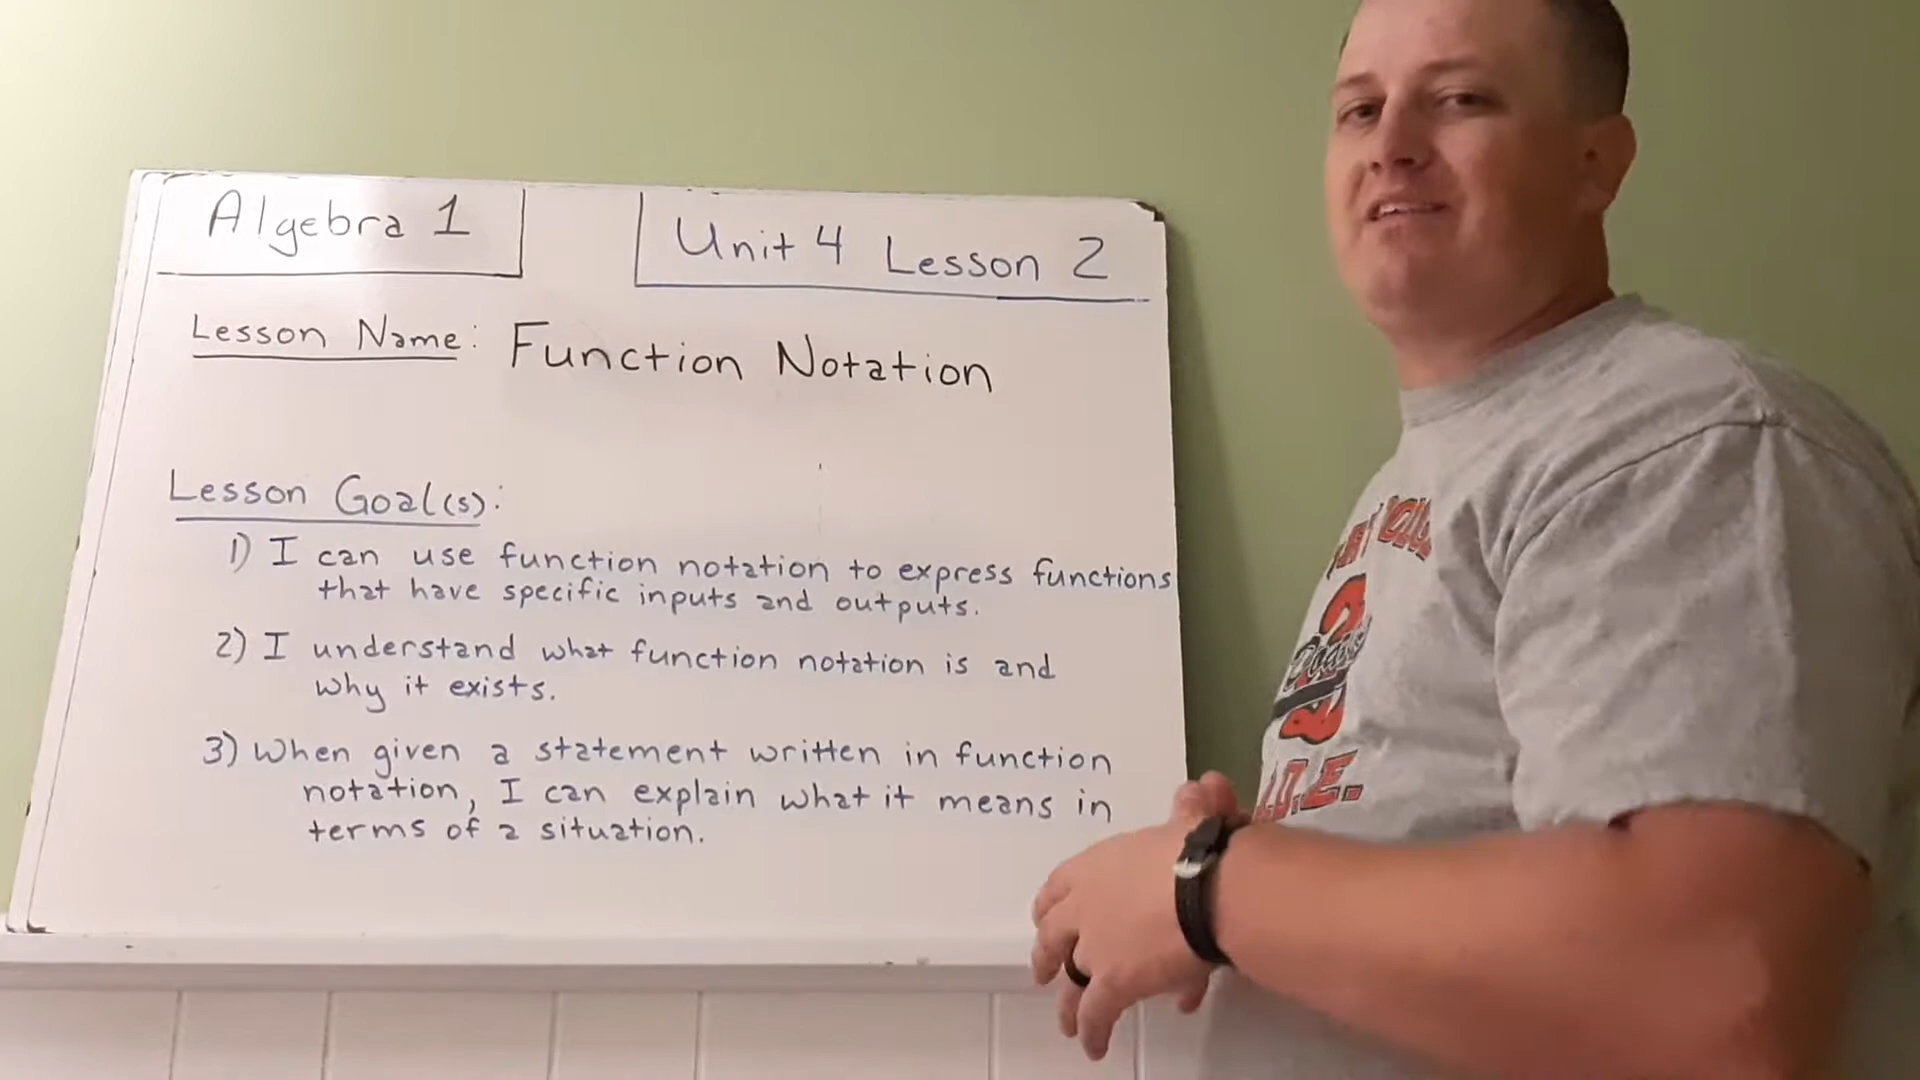 Algebra 1
Unit 4 Lesson 2
Lesson Name: Function Notation
Lesson Goal(s):
1) I can use function notation to express functions
that have specific inputs and outputs.
2) I understand what function notation is and
why it exists.
3) When given a statement written in function
notation, I can explain what it means in
terms of a situation.